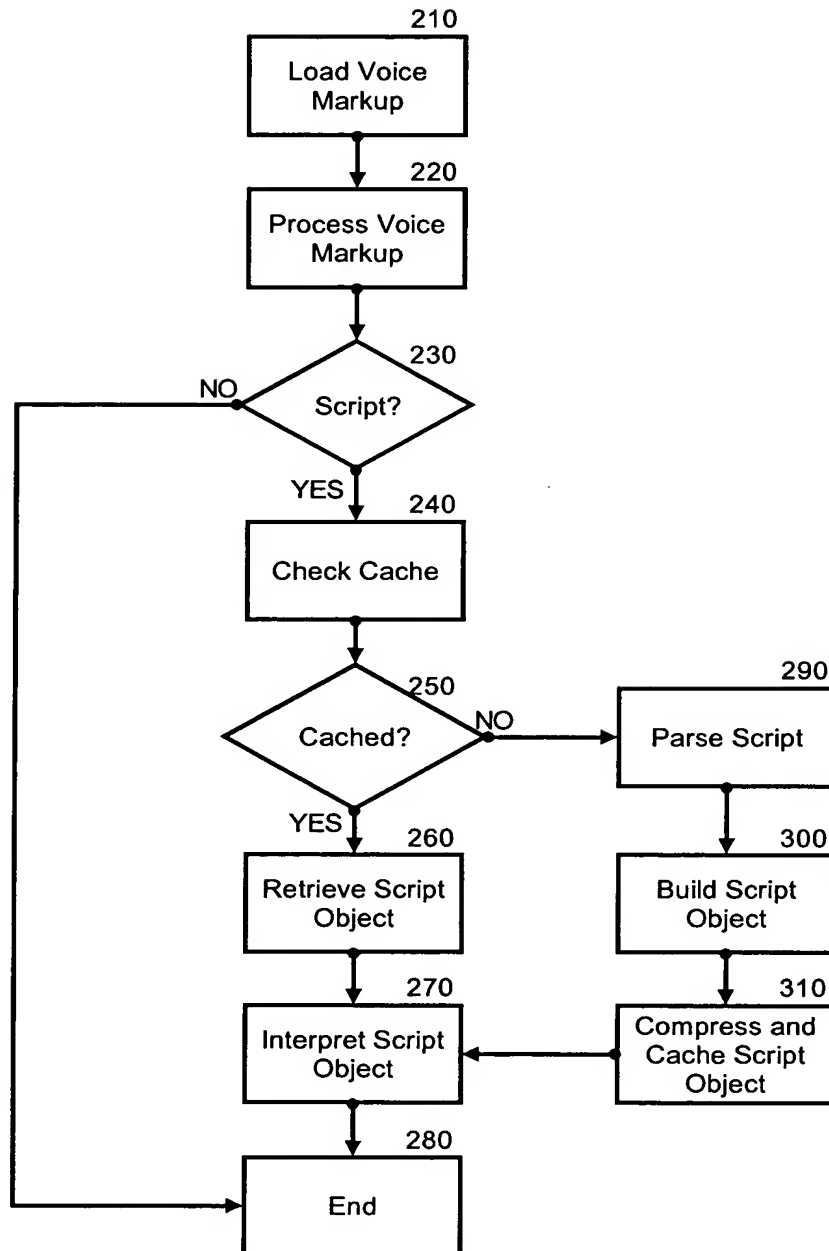 210
Load Voice
Markup
220
Process Voice
Markup
230
NO
Script?
YES
240
Check Cache
250
Cached?
NO
290
Parse Script
YES
260
Retrieve Script
Object
300
Build Script
Object
270
Interpret Script
Object
310
Compress and
Cache Script
Object
280
End